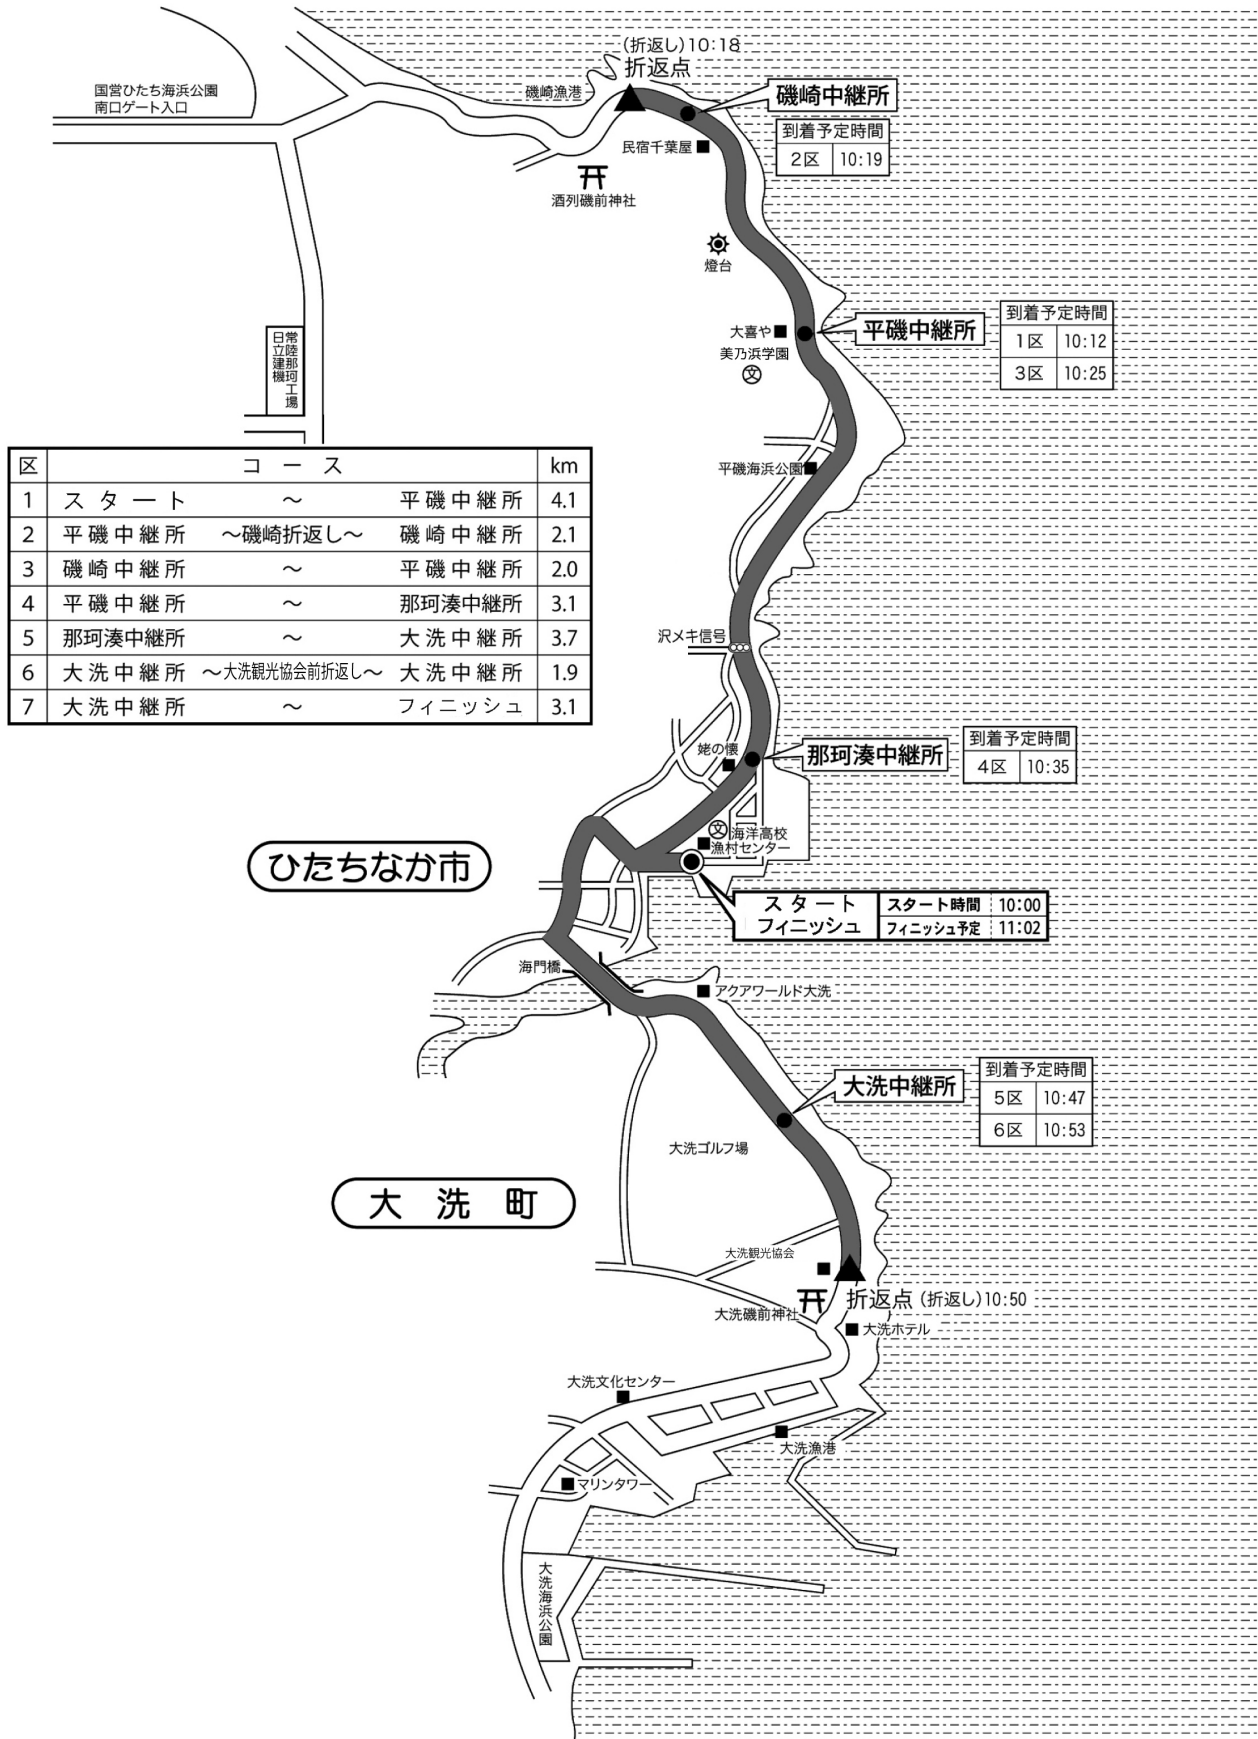 (折返し)10:18
折返点
国営ひたち海浜公園
南口ゲート入口
磯崎漁港
磯崎中継所
到着予定時間
2区 10:19
民宿千葉屋
酒列磯前神社
燈台
常陸那珂工場
日立建機
大喜や
美乃浜学園
文
平磯中継所
到着予定時間
1区 10:12
3区 10:25
平磯海浜公園
区 コース km
1 スタート ～ 平磯中継所 4.1
2 平磯中継所 ～磯崎折返し～ 磯崎中継所 2.1
3 磯崎中継所 ～ 平磯中継所 2.0
4 平磯中継所 ～ 那珂湊中継所 3.1
5 那珂湊中継所 ～ 大洗中継所 3.7
6 大洗中継所 ～大洗観光協会前折返し～ 大洗中継所 1.9
7 大洗中継所 ～ フィニッシュ 3.1
沢メキ信号
姥の懐
那珂湊中継所
到着予定時間
4区 10:35
文
海洋高校
漁村センター
ひたちなか市
スタート
フィニッシュ
スタート時間 10:00
フィニッシュ予定 11:02
海門橋
アクアワールド大洗
大洗中継所
到着予定時間
5区 10:47
6区 10:53
大洗ゴルフ場
大洗町
大洗観光協会
折返点 (折返し)10:50
大洗磯前神社
大洗ホテル
大洗文化センター
大洗漁港
マリンタワー
大洗海浜公園